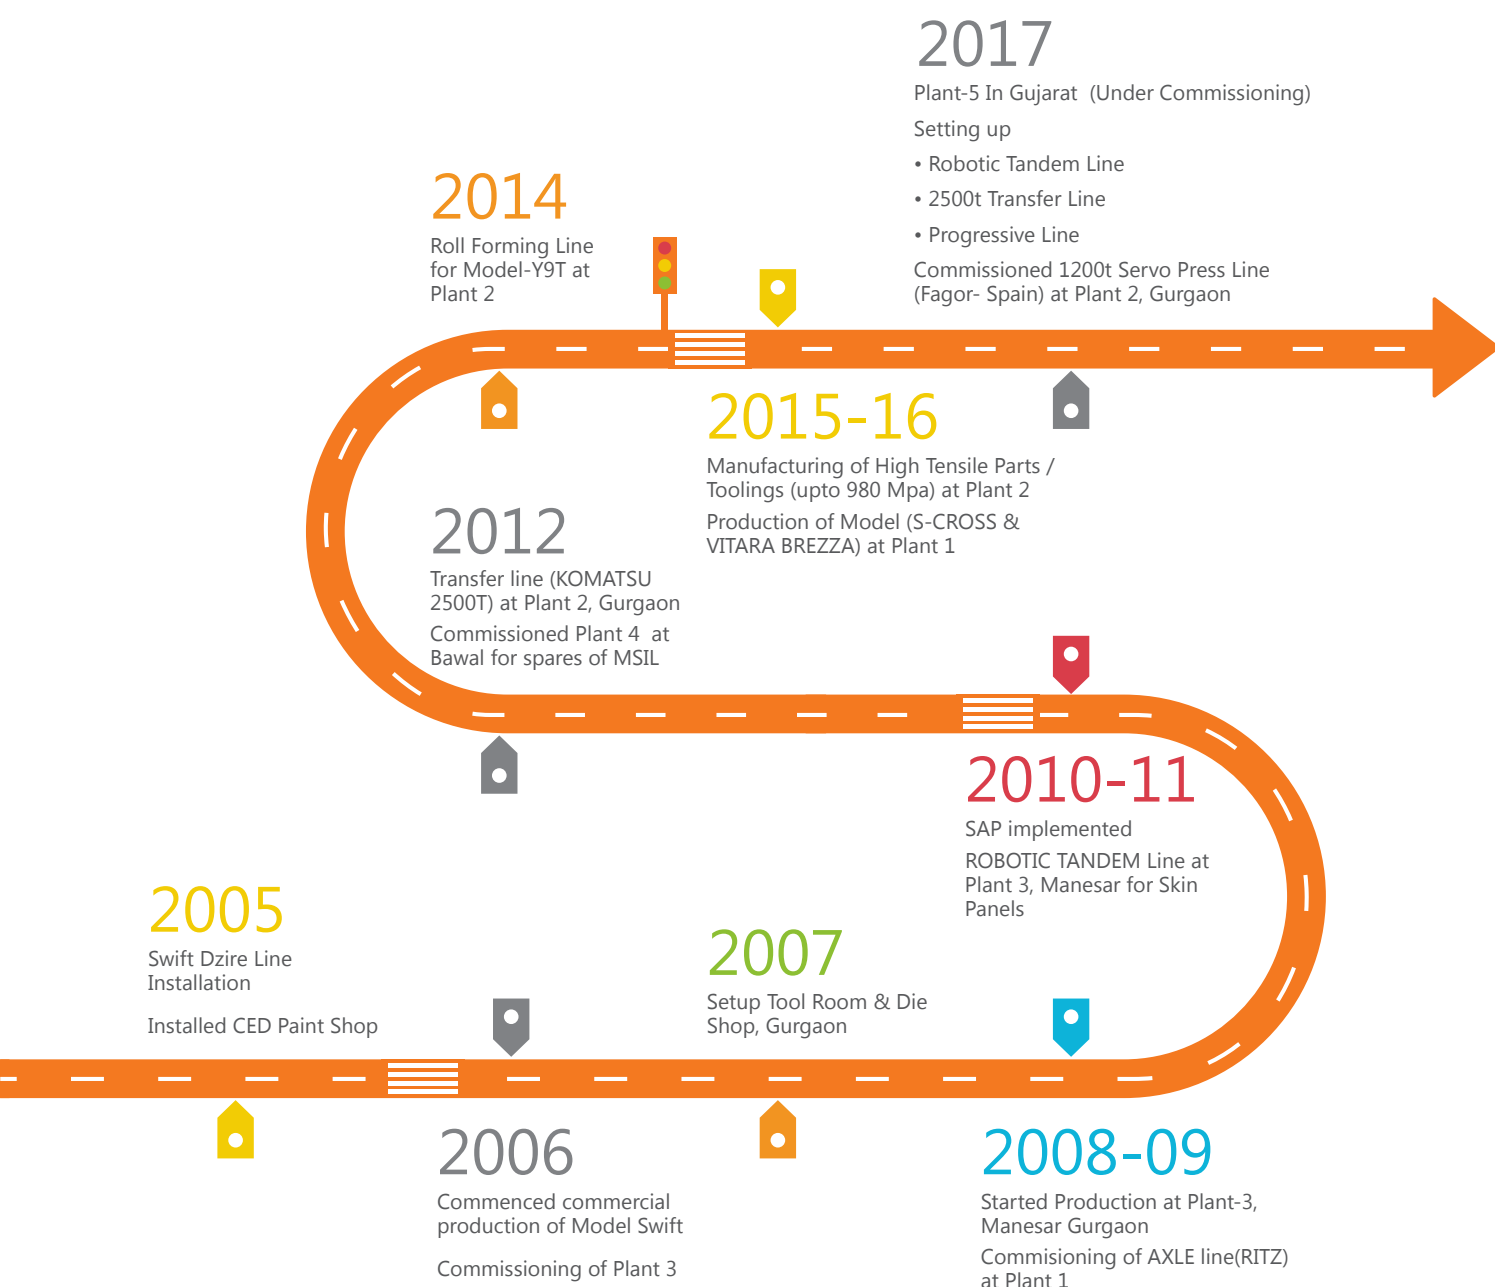 2017
Plant-5 In Gujarat (Under Commissioning)
Setting up
• Robotic Tandem Line
• 2500t Transfer Line
• Progressive Line
Commissioned 1200t Servo Press Line
(Fagor- Spain) at Plant 2, Gurgaon
2014
Roll Forming Line
for Model-Y9T at
Plant 2
2015-16
Manufacturing of High Tensile Parts /
Toolings (upto 980 Mpa) at Plant 2
Production of Model (S-CROSS &
VITARA BREZZA) at Plant 1
2012
Transfer line (KOMATSU
2500T) at Plant 2, Gurgaon
Commissioned Plant 4 at
Bawal for spares of MSIL
2010-11
SAP implemented
ROBOTIC TANDEM Line at
Plant 3, Manesar for Skin
Panels
2005
Swift Dzire Line
Installation
Installed CED Paint Shop
2007
Setup Tool Room & Die
Shop, Gurgaon
2006
Commenced commercial
production of Model Swift
Commissioning of Plant 3
2008-09
Started Production at Plant-3,
Manesar Gurgaon
Commisioning of AXLE line(RITZ)
at Plant 1